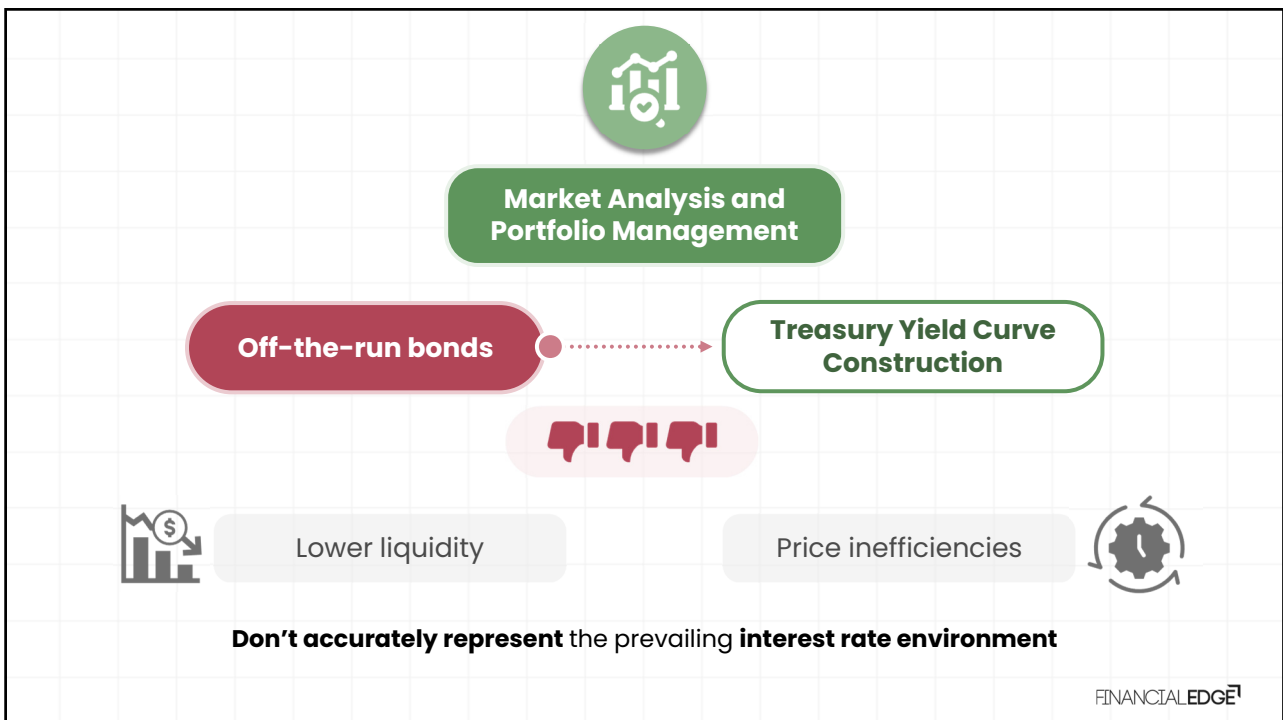 Market Analysis and
Portfolio Management
Off-the-run bonds
Treasury Yield Curve
Construction
$
Lower liquidity
Price inefficiencies
Don’t accurately represent the prevailing interest rate environment
FINANCIALEDGE